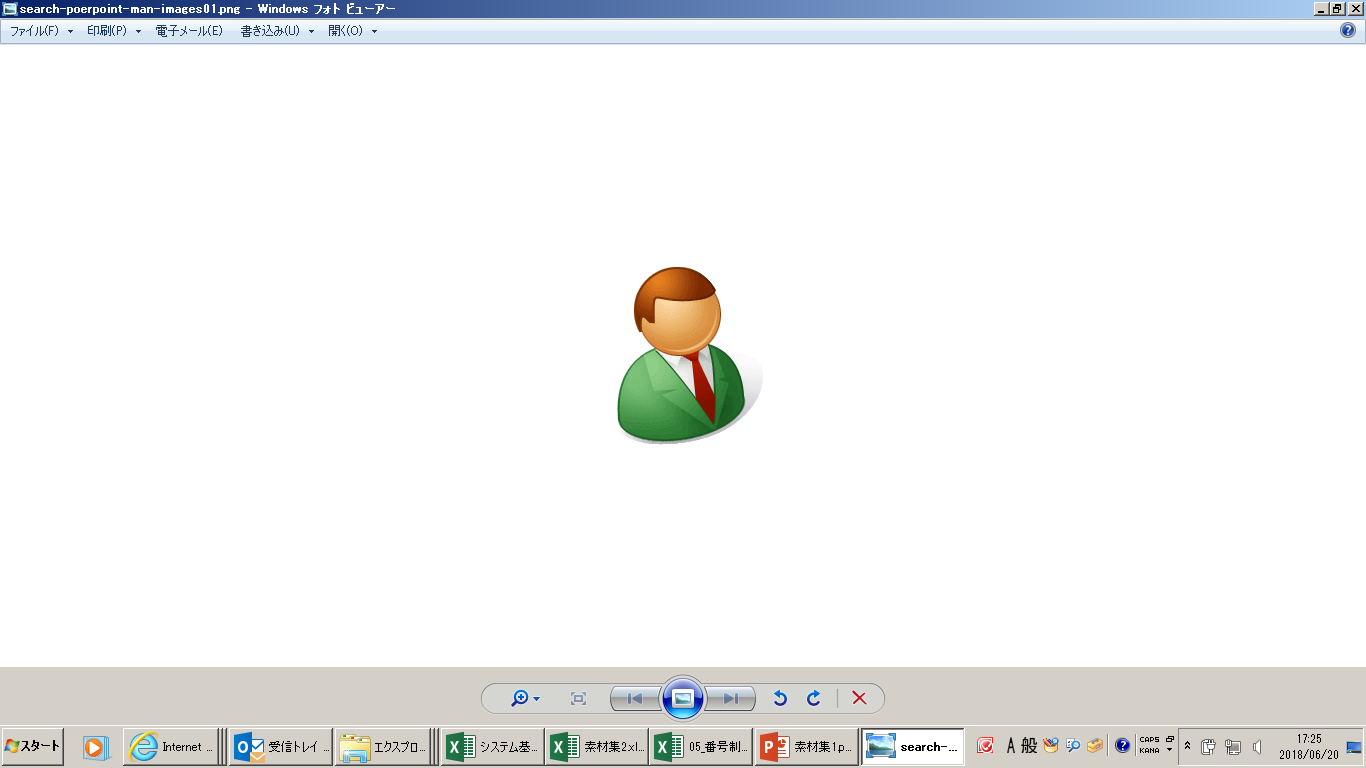 search-poerpoint-man-images01.png - Windows フォト ビューアー
ファイル(F) 印刷(P) 電子メール(E) 書き込み(U) 開く(O)
スタート Internet ... 受信トレイ ... エクスプロ... システム基... 素材集2.xl... 05_番号制... 素材集1.p... search-... A 般 CAPS KANA 17:25
2018/06/20